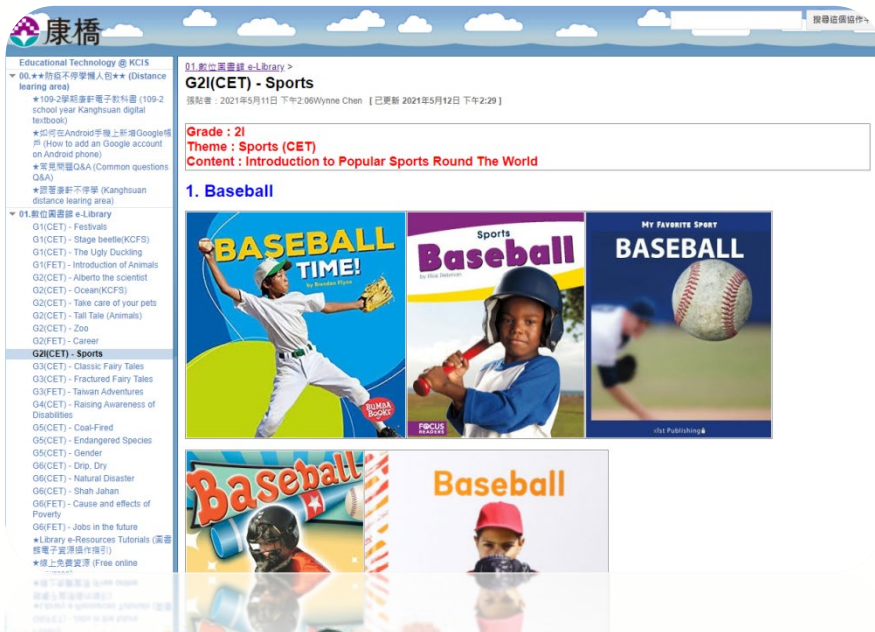 康橋
搜尋這個協作平
Educational Technology @ KCIS
00.★★防疫不停學懶人包★★ (Distance
learing area)
★109-2學期康軒電子教科書 (109-2
school year Kanghsuan digital
textbook)
★如何在Android手機上新增Google帳
戶 (How to add an Google account
on Android phone)
★常見問題Q&A (Common questions
Q&A)
★跟著康軒不停學 (Kanghsuan
distance learing area)
01.數位圖書館 e-Library
G1(CET) - Festivals
G1(CET) - Stage beetle(KCFS)
G1(CET) - The Ugly Duckling
G1(FET) - Introduction of Animals
G2(CET) - Alberto the scientist
G2(CET) - Ocean(KCFS)
G2(CET) - Take care of your pets
G2(CET) - Tall Tale (Animals)
G2(CET) - Zoo
G2(FET) - Career
G2I(CET) - Sports
G3(CET) - Classic Fairy Tales
G3(CET) - Fractured Fairy Tales
G3(FET) - Taiwan Adventures
G4(CET) - Raising Awareness of
Disabilities
G5(CET) - Coal-Fired
G5(CET) - Endangered Species
G5(CET) - Gender
G6(CET) - Drip, Dry
G6(CET) - Natural Disaster
G6(CET) - Shah Jahan
G6(FET) - Cause and effects of
Poverty
G6(FET) - Jobs in the future
★Library e-Resources Tutorials (圖書
館電子資源操作指引)
★線上免費資源 (Free online
01.數位圖書館 e-Library >
G2I(CET) - Sports
張貼者：2021年5月11日 下午2:06Wynne Chen [ 已更新 2021年5月12日 下午2:29 ]
Grade : 2I
Theme : Sports (CET)
Content : Introduction to Popular Sports Round The World
1. Baseball
BASEBALL
TIME!
by Brendan Flynn
BUMBA
BOOKS
Sports
Baseball
FOCUS
READERS
MY FAVORITE SPORT
BASEBALL
Baseball
Baseball